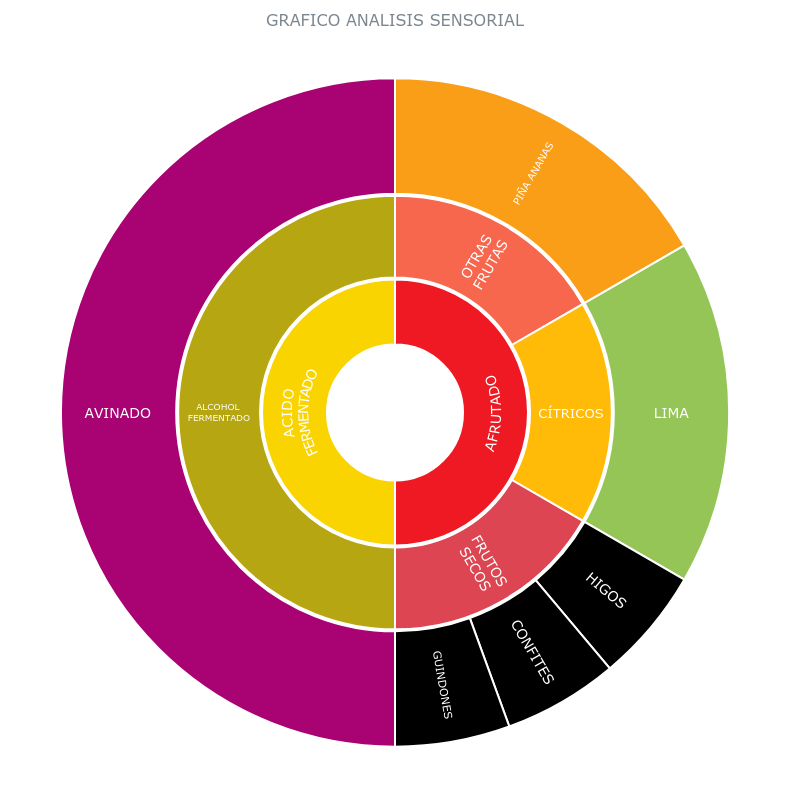 GRAFICO ANALISIS SENSORIAL
PIÑA ANANAS
OTRAS
FRUTAS
AFRUTADO
CÍTRICOS
LIMA
FRUTOS
SECOS
HIGOS
CONFITES
GUINDONES
ACIDO
FERMENTADO
ALCOHOL
FERMENTADO
AVINADO